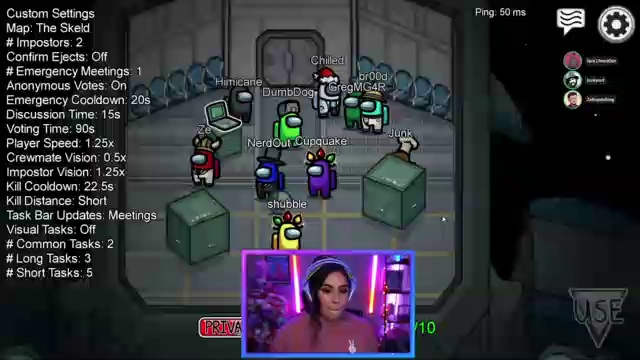 Custom Settings
Map: The Skeld
# Impostors: 2
Confirm Ejects: Off
# Emergency Meetings: 1
Anonymous Votes: On
Emergency Cooldown: 20s
Discussion Time: 15s
Voting Time: 90s
Player Speed: 1.25x
Crewmate Vision: 0.5x
Impostor Vision: 1.25x
Kill Cooldown: 22.5s
Kill Distance: Short
Task Bar Updates: Meetings
Visual Tasks: Off
# Common Tasks: 2
# Long Tasks: 3
# Short Tasks: 5
Ping: 50 ms
Chilled
br00d
Himicane
DumbDog
GregMG4R
Ze
NerdOut
Cupquake
Junk
shubble
PRIVA
/10
USE